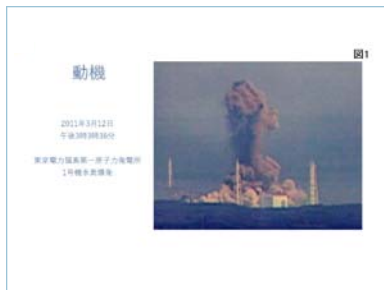 図1
動機
2011年3月12日
午後3時36分
東京電力福島第一原子力発電所
1号機水素爆発